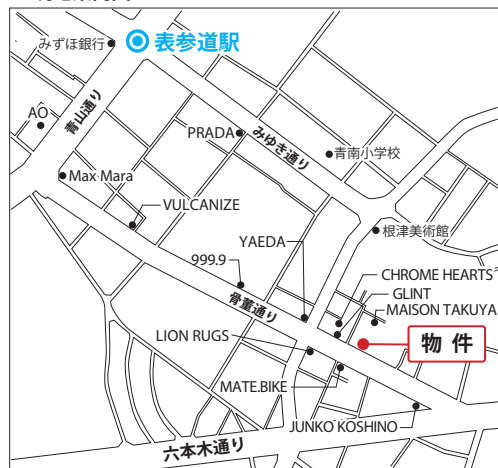 みずほ銀行
表参道駅
AO
青山通り
PRADA
みゆき通り
青南小学校
Max Mara
VULCANIZE
根津美術館
YAEDA
999.9
CHROME HEARTS
GLINT
MAISON TAKUYA
骨董通り
LION RUGS
物件
MATE.BIKE
JUNKO KOSHINO
六本木通り